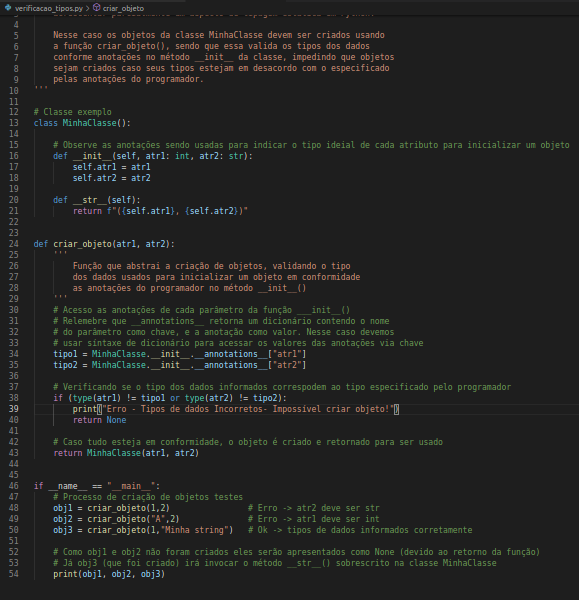 verificacao_tipos.py > criar_objeto
4
5 Nesse caso os objetos da classe MinhaClasse devem ser criados usando
6 a função criar_objeto(), sendo que essa valida os tipos dos dados
7 conforme anotações no método __init__ da classe, impedindo que objetos
8 sejam criados caso seus tipos estejam em desacordo com o especificado
9 pelas anotações do programador.
10 '''
11
12 # Classe exemplo
13 class MinhaClasse():
14
15 # Observe as anotações sendo usadas para indicar o tipo ideial de cada atributo para inicializar um objeto
16 def __init__(self, atr1: int, atr2: str):
17 self.atr1 = atr1
18 self.atr2 = atr2
19
20 def __str__(self):
21 return f"({self.atr1}, {self.atr2})"
22
23
24 def criar_objeto(atr1, atr2):
25 '''
26 Função que abstrai a criação de objetos, validando o tipo
27 dos dados usados para inicializar um objeto em conformidade
28 as anotações do programador no método __init__()
29 '''
30 # Acesso as anotações de cada parâmetro da função ___init__()
31 # Relemebre que __annotations__ retorna um dicionário contendo o nome
32 # do parâmetro como chave, e a anotação como valor. Nesse caso devemos
33 # usar síntaxe de dicionário para acessar os valores das anotações via chave
34 tipo1 = MinhaClasse.__init__.__annotations__["atr1"]
35 tipo2 = MinhaClasse.__init__.__annotations__["atr2"]
36
37 # Verificando se o tipo dos dados informados correspodem ao tipo especificado pelo programador
38 if (type(atr1) != tipo1 or type(atr2) != tipo2):
39 print("Erro - Tipos de dados Incorretos- Impossível criar objeto!")
40 return None
41
42 # Caso tudo esteja em conformidade, o objeto é criado e retornado para ser usado
43 return MinhaClasse(atr1, atr2)
44
45
46 if __name__ == "__main__":
47 # Processo de criação de objetos testes
48 obj1 = criar_objeto(1,2) # Erro -> atr2 deve ser str
49 obj2 = criar_objeto("A",2) # Erro -> atr1 deve ser int
50 obj3 = criar_objeto(1,"Minha string") # Ok -> tipos de dados informados corretamente
51
52 # Como obj1 e obj2 não foram criados eles serão apresentados como None (devido ao retorno da função)
53 # Já obj3 (que foi criado) irá invocar o método __str__() sobrescrito na classe MinhaClasse
54 print(obj1, obj2, obj3)